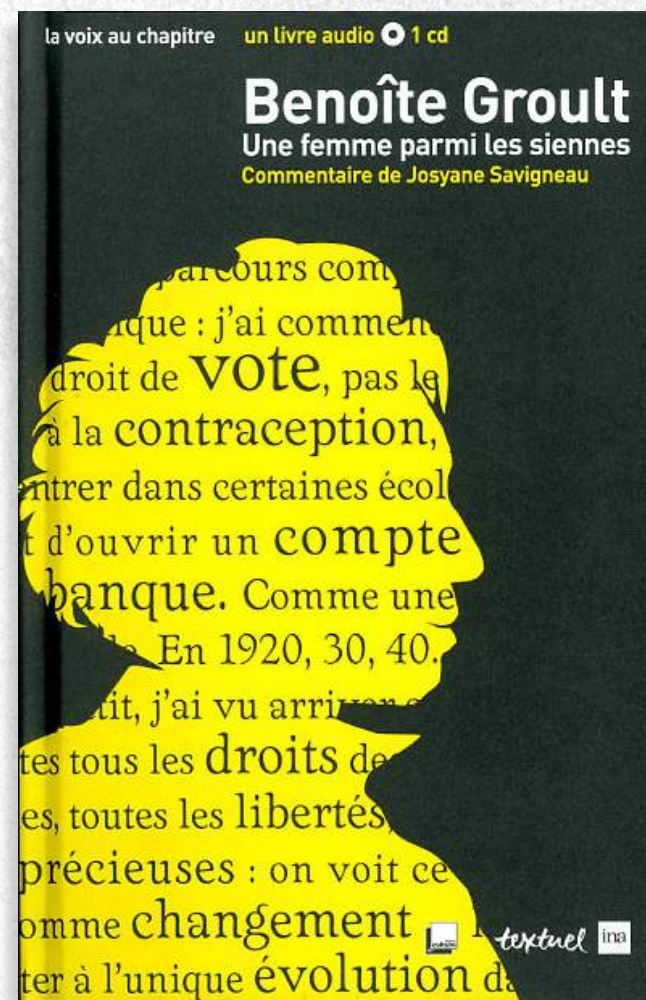 la voix au chapitre un livre audio 1 cd
Benoîte Groult
Une femme parmi les siennes
Commentaire de Josyane Savigneau
parcours com
ique : j'ai commen
droit de vote, pas le
à la contraception,
entrer dans certaines écol
t d'ouvrir un compte
banque. Comme une
En 1920, 30, 40.
tit, j'ai vu arriver
tes tous les droits de
es, toutes les libertés,
précieuses : on voit ce
omme changement
textuel ina
ter à l'unique évolution da